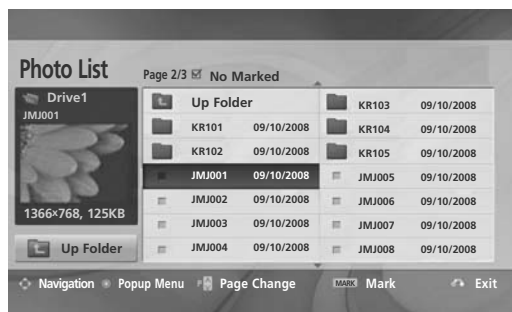 Photo List
Page 2/3 No Marked
Drive1
JMJ001
1366×768, 125KB
Up Folder
Up Folder
KR101 09/10/2008
KR102 09/10/2008
JMJ001 09/10/2008
JMJ002 09/10/2008
JMJ003 09/10/2008
JMJ004 09/10/2008
KR103 09/10/2008
KR104 09/10/2008
KR105 09/10/2008
JMJ005 09/10/2008
JMJ006 09/10/2008
JMJ007 09/10/2008
JMJ008 09/10/2008
Navigation Popup Menu P Page Change MARK Mark Exit